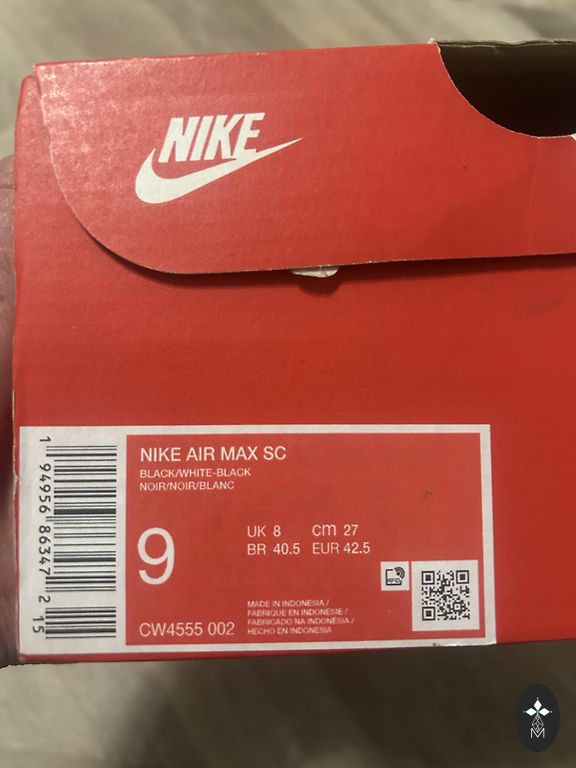 NIKE
NIKE AIR MAX SC
BLACK/WHITE-BLACK
NOIR/NOIR/BLANC
9
UK 8 cm 27
BR 40.5 EUR 42.5
MADE IN INDONESIA /
FABRIQUE EN INDONESIE /
FABRICADO NA INDONÉSIA /
HECHO EN INDONESIA
CW4555 002
1 94956 86347 2 15